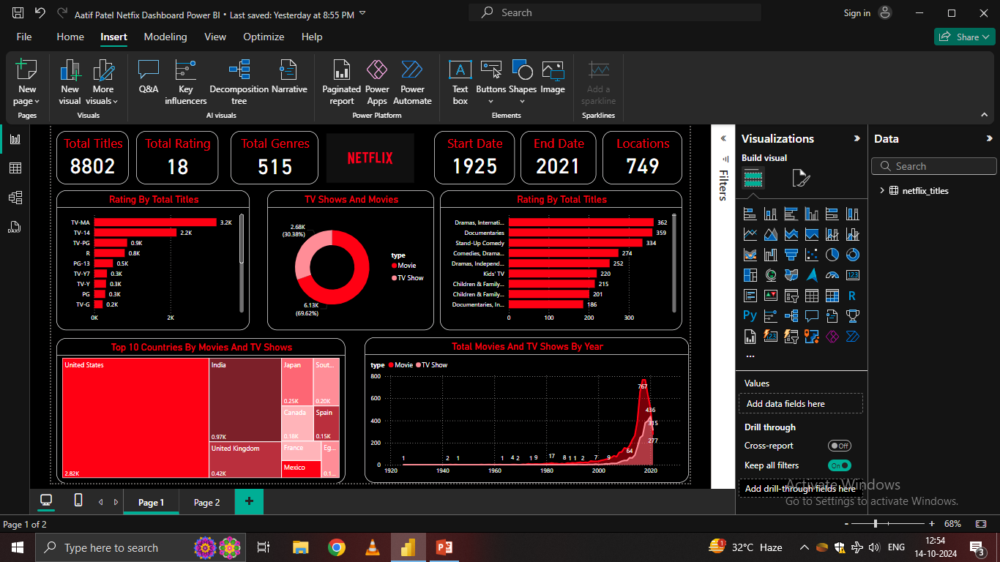 Aatif Patel Netfix Dashboard Power BI • Last saved: Yesterday at 8:55 PM
Search
Sign in
File Home Insert Modeling View Optimize Help
Share
New page
Pages
New visual
More visuals
Visuals
Q&A
Key influencers
Decomposition tree
Narrative
AI visuals
Paginated report
Power Apps
Power Automate
Power Platform
Text box
Buttons
Shapes
Image
Elements
Add a sparkline
Sparklines
Total Titles
8802
Total Rating
18
Total Genres
515
NETFLIX
Start Date
1925
End Date
2021
Locations
749
Rating By Total Titles
TV-MA 3.2K
TV-14 2.2K
TV-PG 0.9K
R 0.8K
PG-13 0.5K
TV-Y7 0.3K
TV-Y 0.3K
PG 0.3K
TV-G 0.2K
0K 2K
TV Shows And Movies
2.68K
(30.38%)
6.13K
(69.62%)
type
Movie
TV Show
Rating By Total Titles
Dramas, Internati... 362
Documentaries 359
Stand-Up Comedy 334
Comedies, Drama... 274
Dramas, Independ... 252
Kids' TV 220
Children & Family... 215
Children & Family... 201
Documentaries, In... 186
0 100 200 300
Top 10 Countries By Movies And TV Shows
United States
2.82K
India
0.97K
United Kingdom
0.42K
Japan
0.25K
Sout...
0.20K
Canada
0.18K
Spain
0.15K
France
Mexico
Eg...
0.1...
Total Movies And TV Shows By Year
type Movie TV Show
800
600
400
200
0
1 2 1 1 4 2 1 9 17 8 1 1 2 7 9 64 767 436 315 277
1920 1940 1960 1980 2000 2020
Filters
Visualizations
Build visual
Values
Add data fields here
Drill through
Cross-report Off
Keep all filters On
Add drill-through fields here
Data
Search
netflix_titles
Activate Windows
Go to Settings to activate Windows.
Page 1
Page 2
Page 1 of 2
68%
Type here to search
32°C Haze
ENG
12:54
14-10-2024
3